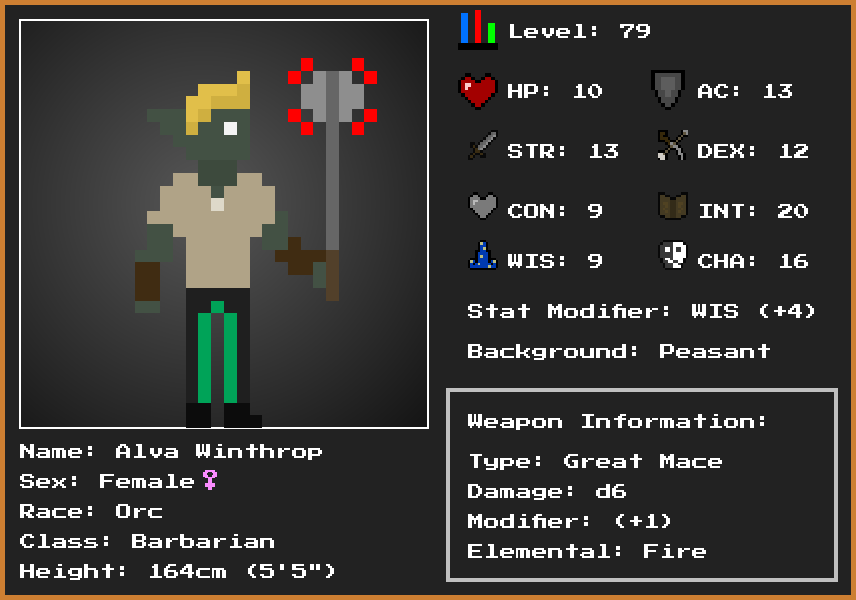 Level: 79
HP: 10 AC: 13
STR: 13 DEX: 12
CON: 9 INT: 20
WIS: 9 CHA: 16
Stat Modifier: WIS (+4)
Background: Peasant
Weapon Information:
Type: Great Mace
Damage: d6
Modifier: (+1)
Elemental: Fire
Name: Alva Winthrop
Sex: Female♀
Race: Orc
Class: Barbarian
Height: 164cm (5'5")